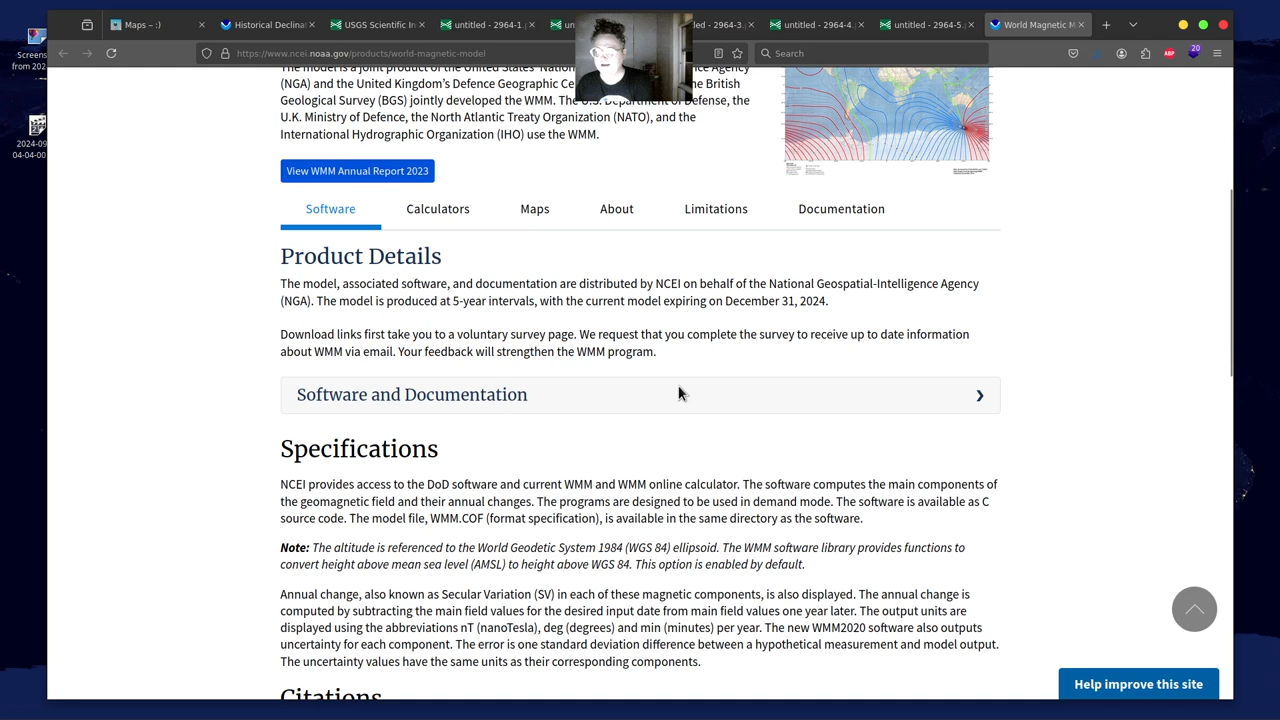 Screens
from 202
2024-09
04-04-00
Maps – :)
Historical Declinat
USGS Scientific In
untitled - 2964-1.
untitled - 2964-4.
untitled - 2964-5.
World Magnetic M
https://www.ncei.noaa.gov/products/world-magnetic-model
Search
20
ABP
(NGA) and the United Kingdom's Defence Geographic Ce
he British
Geological Survey (BGS) jointly developed the WMM. The U.S. Department of Defense, the
U.K. Ministry of Defence, the North Atlantic Treaty Organization (NATO), and the
International Hydrographic Organization (IHO) use the WMM.
View WMM Annual Report 2023
Software
Calculators
Maps
About
Limitations
Documentation
Product Details
The model, associated software, and documentation are distributed by NCEI on behalf of the National Geospatial-Intelligence Agency
(NGA). The model is produced at 5-year intervals, with the current model expiring on December 31, 2024.
Download links first take you to a voluntary survey page. We request that you complete the survey to receive up to date information
about WMM via email. Your feedback will strengthen the WMM program.
Software and Documentation
Specifications
NCEI provides access to the DoD software and current WMM and WMM online calculator. The software computes the main components of
the geomagnetic field and their annual changes. The programs are designed to be used in demand mode. The software is available as C
source code. The model file, WMM.COF (format specification), is available in the same directory as the software.
Note: The altitude is referenced to the World Geodetic System 1984 (WGS 84) ellipsoid. The WMM software library provides functions to
convert height above mean sea level (AMSL) to height above WGS 84. This option is enabled by default.
Annual change, also known as Secular Variation (SV) in each of these magnetic components, is also displayed. The annual change is
computed by subtracting the main field values for the desired input date from main field values one year later. The output units are
displayed using the abbreviations nT (nanoTesla), deg (degrees) and min (minutes) per year. The new WMM2020 software also outputs
uncertainty for each component. The error is one standard deviation difference between a hypothetical measurement and model output.
The uncertainty values have the same units as their corresponding components.
Citations
Help improve this site